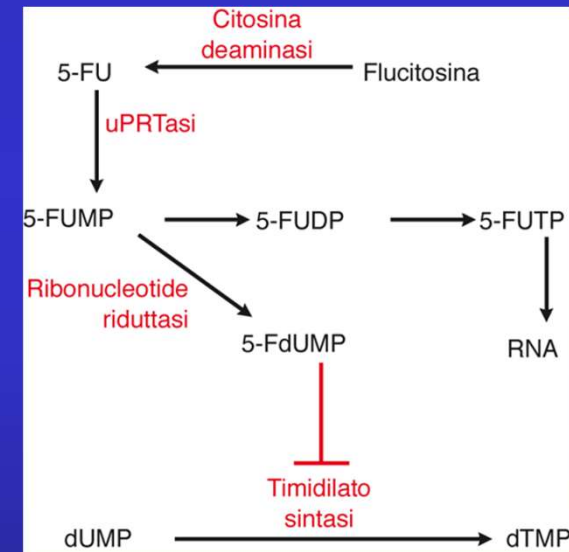 Citosina
deaminasi
5-FU
Flucitosina
uPRTasi
5-FUMP
5-FUDP
5-FUTP
Ribonucleotide
riduttasi
5-FdUMP
RNA
Timidilato
sintasi
dUMP
dTMP